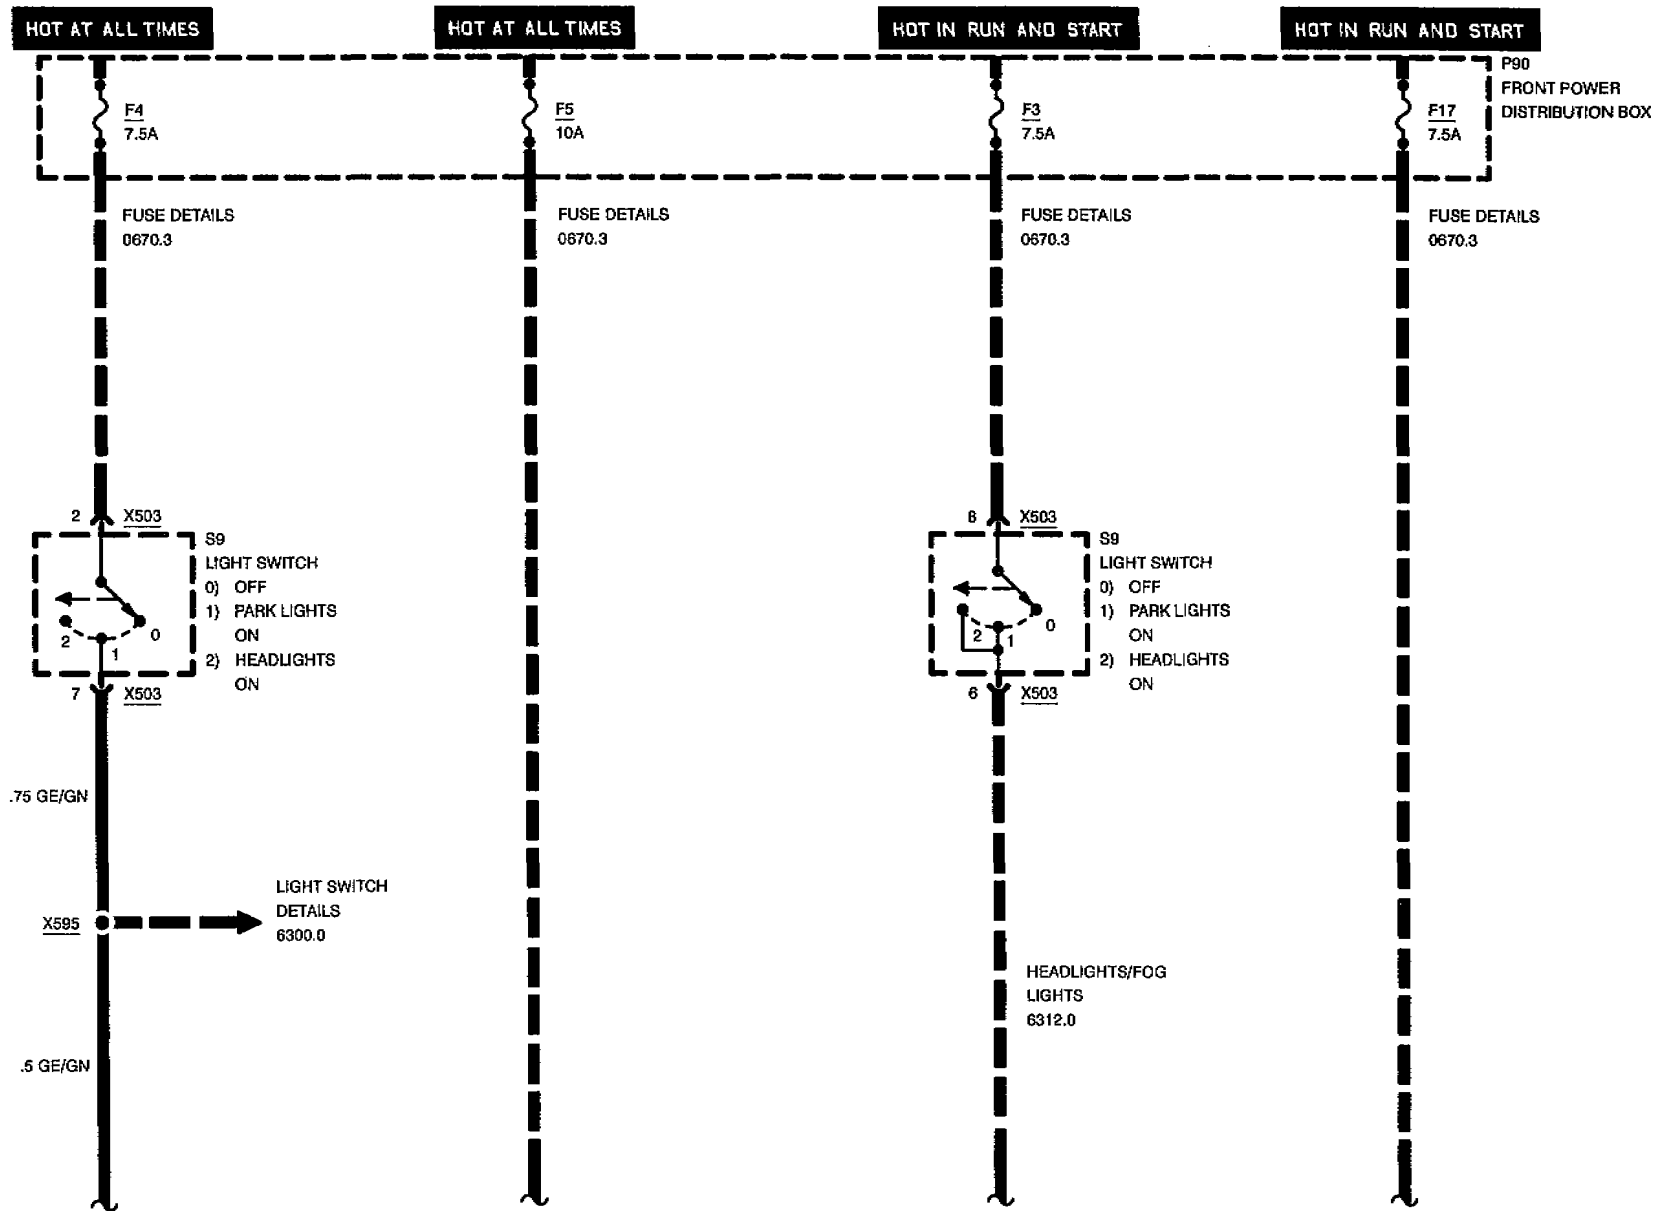 HOT AT ALL TIMES
HOT AT ALL TIMES
HOT IN RUN AND START
HOT IN RUN AND START
P90
FRONT POWER
DISTRIBUTION BOX
F4
7.5A
F5
10A
F3
7.5A
F17
7.5A
FUSE DETAILS
0670.3
FUSE DETAILS
0670.3
FUSE DETAILS
0670.3
FUSE DETAILS
0670.3
2 X503
S9
LIGHT SWITCH
0) OFF
1) PARK LIGHTS
ON
2) HEADLIGHTS
ON
2
1
0
7 X503
8 X503
S9
LIGHT SWITCH
0) OFF
1) PARK LIGHTS
ON
2) HEADLIGHTS
ON
2
1
0
6 X503
.75 GE/GN
X595
LIGHT SWITCH
DETAILS
6300.0
HEADLIGHTS/FOG
LIGHTS
6312.0
.5 GE/GN